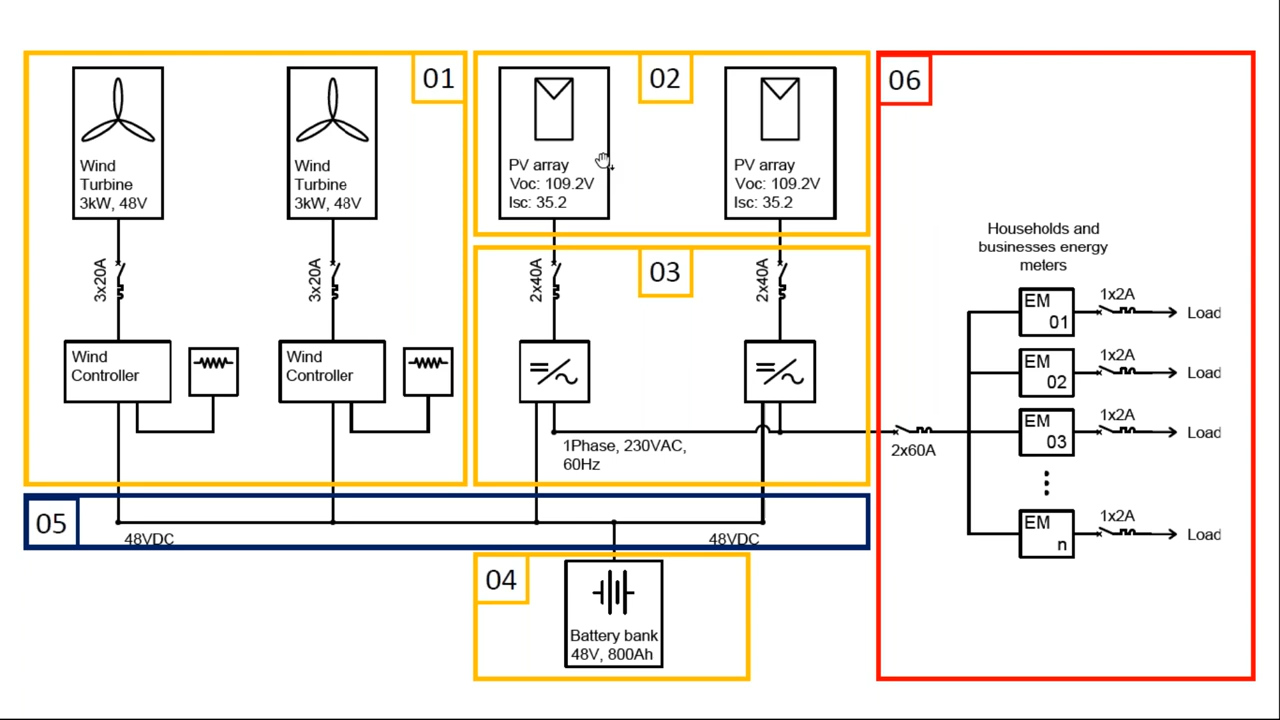 01
Wind
Turbine
3kW, 48V
3x20A
Wind
Controller
Wind
Turbine
3kW, 48V
3x20A
Wind
Controller
02
PV array
Voc: 109.2V
Isc: 35.2
PV array
Voc: 109.2V
Isc: 35.2
03
2x40A
2x40A
1Phase, 230VAC,
60Hz
05
48VDC
48VDC
04
Battery bank
48V, 800Ah
06
Households and
businesses energy
meters
2x60A
EM
01
1x2A
Load
EM
02
1x2A
Load
EM
03
1x2A
Load
EM
n
1x2A
Load